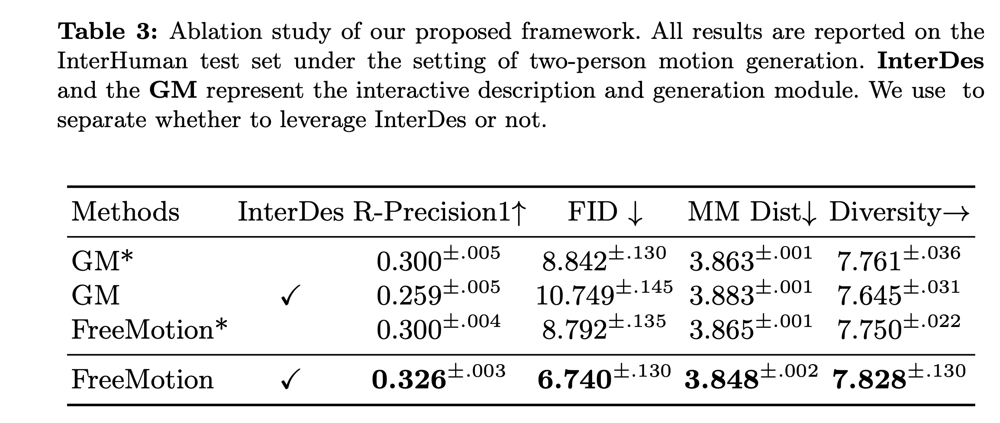 Table 3: Ablation study of our proposed framework. All results are reported on the
InterHuman test set under the setting of two-person motion generation. InterDes
and the GM represent the interactive description and generation module. We use to
separate whether to leverage InterDes or not.
Methods InterDes R-Precision1↑ FID ↓ MM Dist↓ Diversity→
GM* 0.300±.005 8.842±.130 3.863±.001 7.761±.036
GM ✓ 0.259±.005 10.749±.145 3.883±.001 7.645±.031
FreeMotion* 0.300±.004 8.792±.135 3.865±.001 7.750±.022
FreeMotion ✓ 0.326±.003 6.740±.130 3.848±.002 7.828±.130